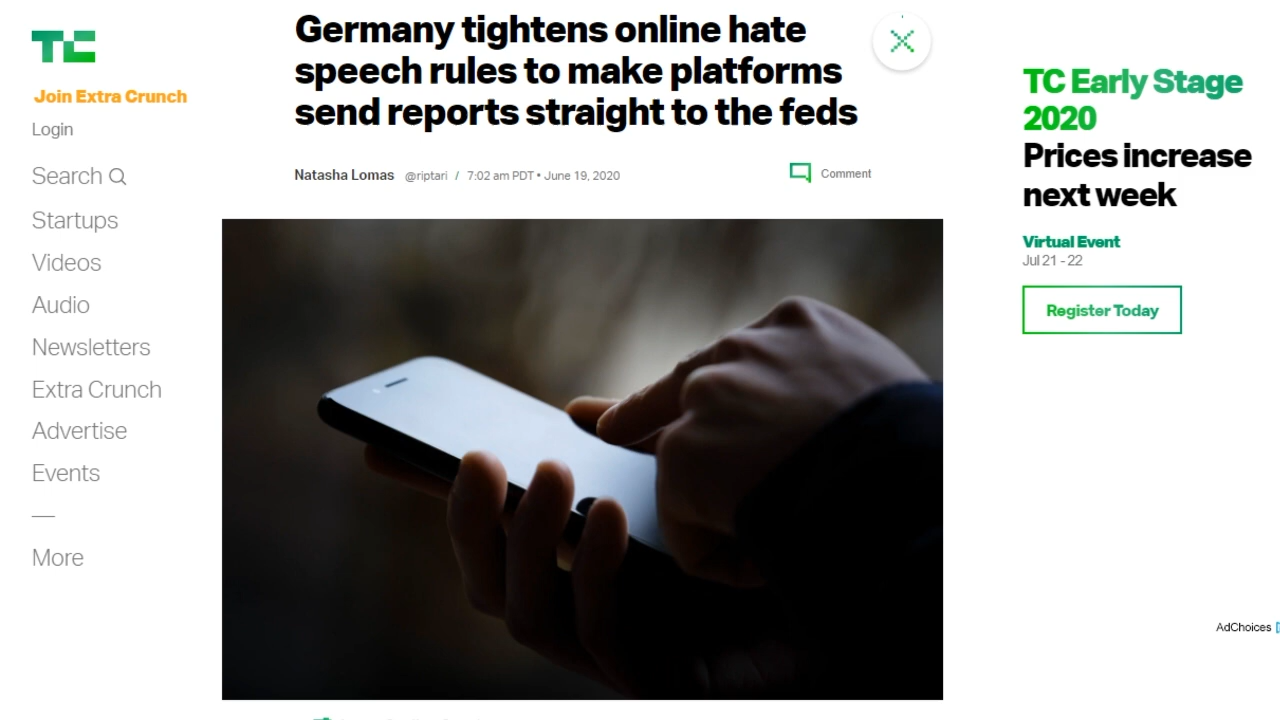 TC
Join Extra Crunch
Login
Search
Startups
Videos
Audio
Newsletters
Extra Crunch
Advertise
Events
—
More
Germany tightens online hate
speech rules to make platforms
send reports straight to the feds
Natasha Lomas @riptari / 7:02 am PDT • June 19, 2020
Comment
TC Early Stage
2020
Prices increase
next week
Virtual Event
Jul 21 - 22
Register Today
AdChoices